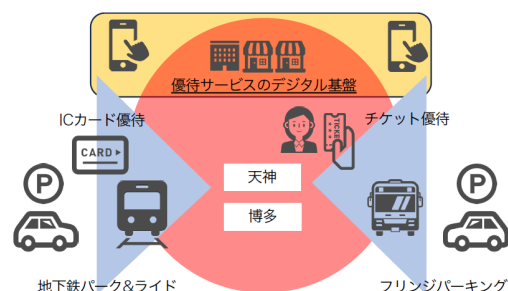 優待サービスのデジタル基盤
ICカード優待
チケット優待
CARD
TICKET
天神
博多
P
P
地下鉄パーク&ライド
フリンジパーキング